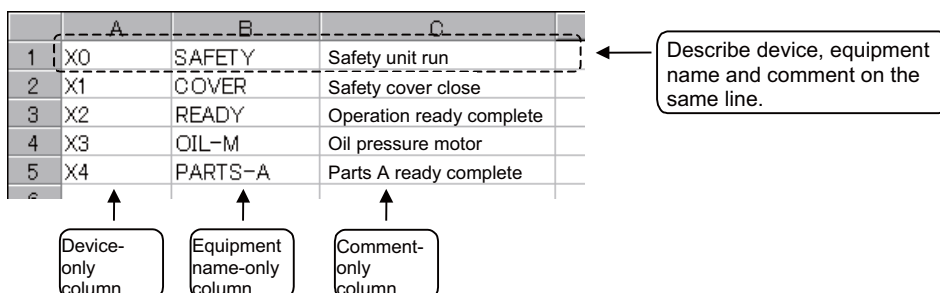 A B C
1 X0 SAFETY Safety unit run
2 X1 COVER Safety cover close
3 X2 READY Operation ready complete
4 X3 OIL-M Oil pressure motor
5 X4 PARTS-A Parts A ready complete
Describe device, equipment
name and comment on the
same line.
Device-
only
column
Equipment
name-only
column
Comment-
only
column